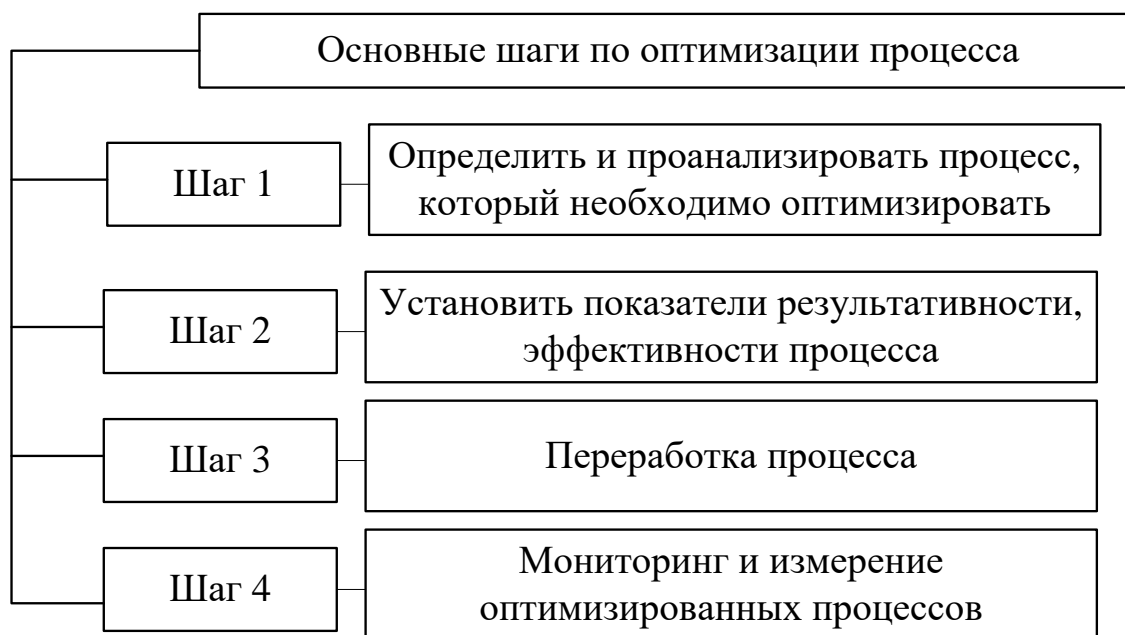 Основные шаги по оптимизации процесса
Шаг 1
Определить и проанализировать процесс,
который необходимо оптимизировать
Шаг 2
Установить показатели результативности,
эффективности процесса
Шаг 3
Переработка процесса
Шаг 4
Мониторинг и измерение
оптимизированных процессов